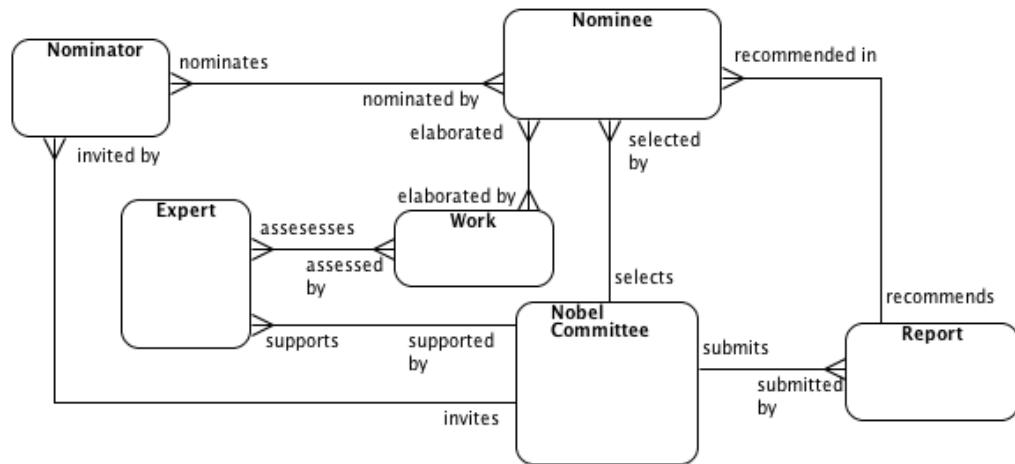 Nominator
Nominee
nominates
recommended in
nominated by
elaborated
selected
by
invited by
elaborated by
Expert
Work
assesesses
assessed
by
selects
recommends
Nobel
Committee
Report
supports
supported
by
submits
submitted
by
invites